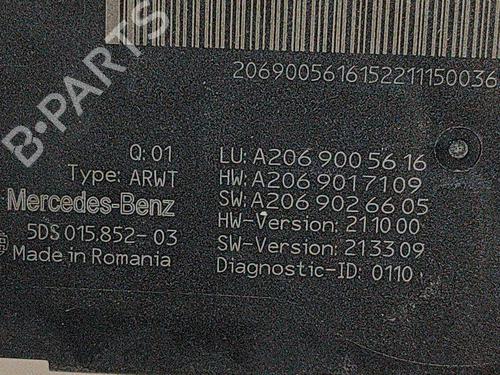 2069005616152211150036
Q: 01
Type: ARWT
Mercedes-Benz
5DS 015.852-03
Made in Romania
LU: A206 900 56 16
HW: A206 901 71 09
SW: A206 902 66 05
HW-Version: 21 10 00
SW-Version: 21 33 09
Diagnostic-ID: 0110
B-PARTS